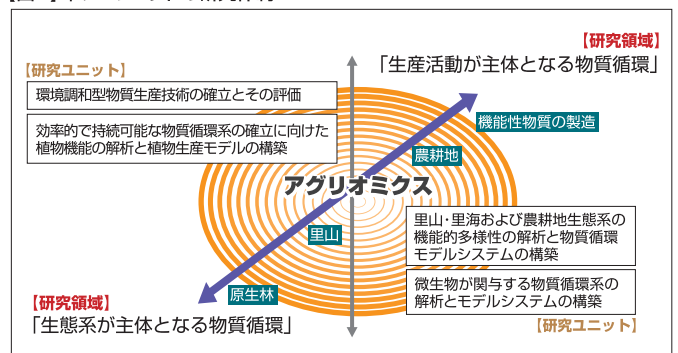 【研究領域】
「生産活動が主体となる物質循環」
【研究ユニット】
環境調和型物質生産技術の確立とその評価
効率的で持続可能な物質循環系の確立に向けた
植物機能の解析と植物生産モデルの構築
機能性物質の製造
農耕地
アグリオミクス
里山
原生林
里山・里海および農耕地生態系の
機能的多様性の解析と物質循環
モデルシステムの構築
微生物が関与する物質循環系の
解析とモデルシステムの構築
【研究ユニット】
【研究領域】
「生態系が主体となる物質循環」